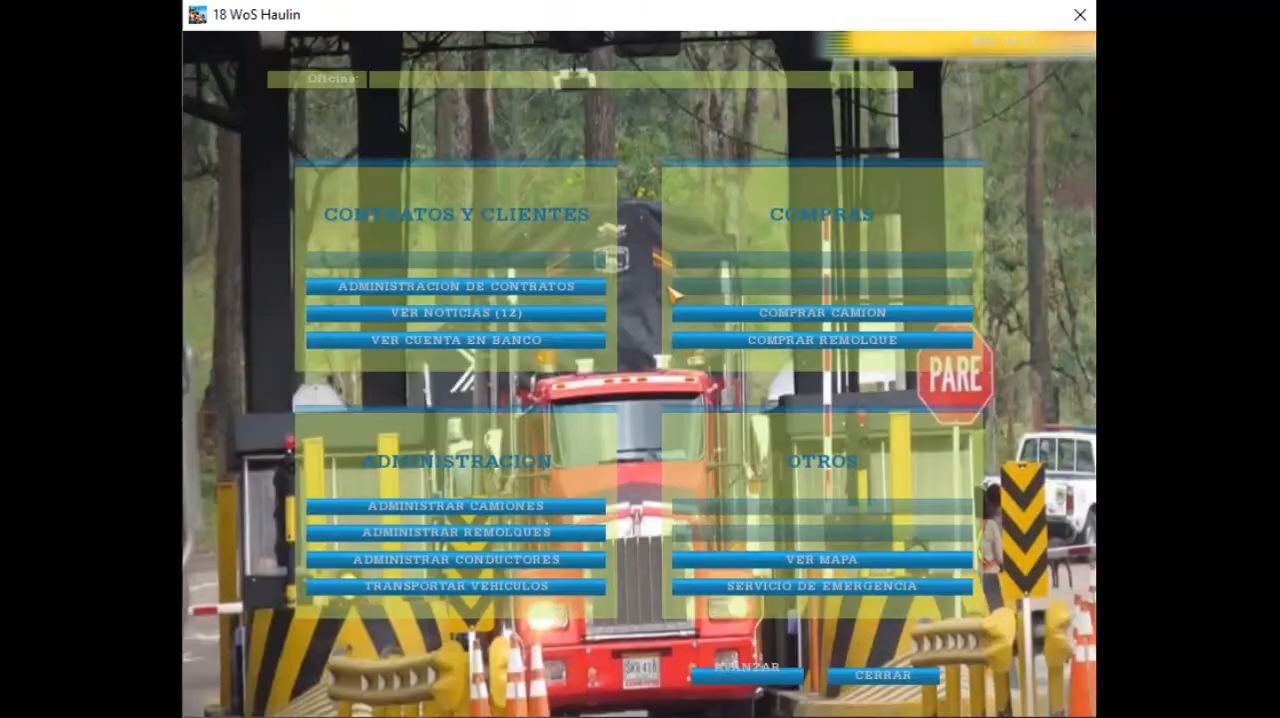 18 WoS Haulin
Oficina:
CONTRATOS Y CLIENTES
ADMINISTRACION DE CONTRATOS
VER NOTICIAS (12)
VER CUENTA EN BANCO
COMPRAS
COMPRAR CAMION
COMPRAR REMOLQUE
PARE
ADMINISTRACION
ADMINISTRAR CAMIONES
ADMINISTRAR REMOLQUES
ADMINISTRAR CONDUCTORES
TRANSPORTAR VEHICULOS
OTROS
VER MAPA
SERVICIO DE EMERGENCIA
AVANZAR
CERRAR